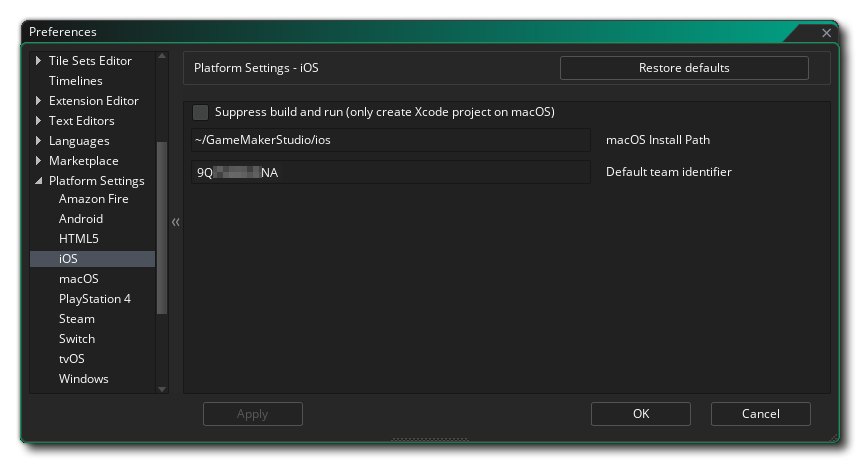 Preferences
Tile Sets Editor
Timelines
Extension Editor
Text Editors
Languages
Marketplace
Platform Settings
Amazon Fire
Android
HTML5
iOS
macOS
PlayStation 4
Steam
Switch
tvOS
Windows
Platform Settings - iOS
Restore defaults
Suppress build and run (only create Xcode project on macOS)
~/GameMakerStudio/ios
macOS Install Path
9Q NA
Default team identifier
Apply
OK
Cancel